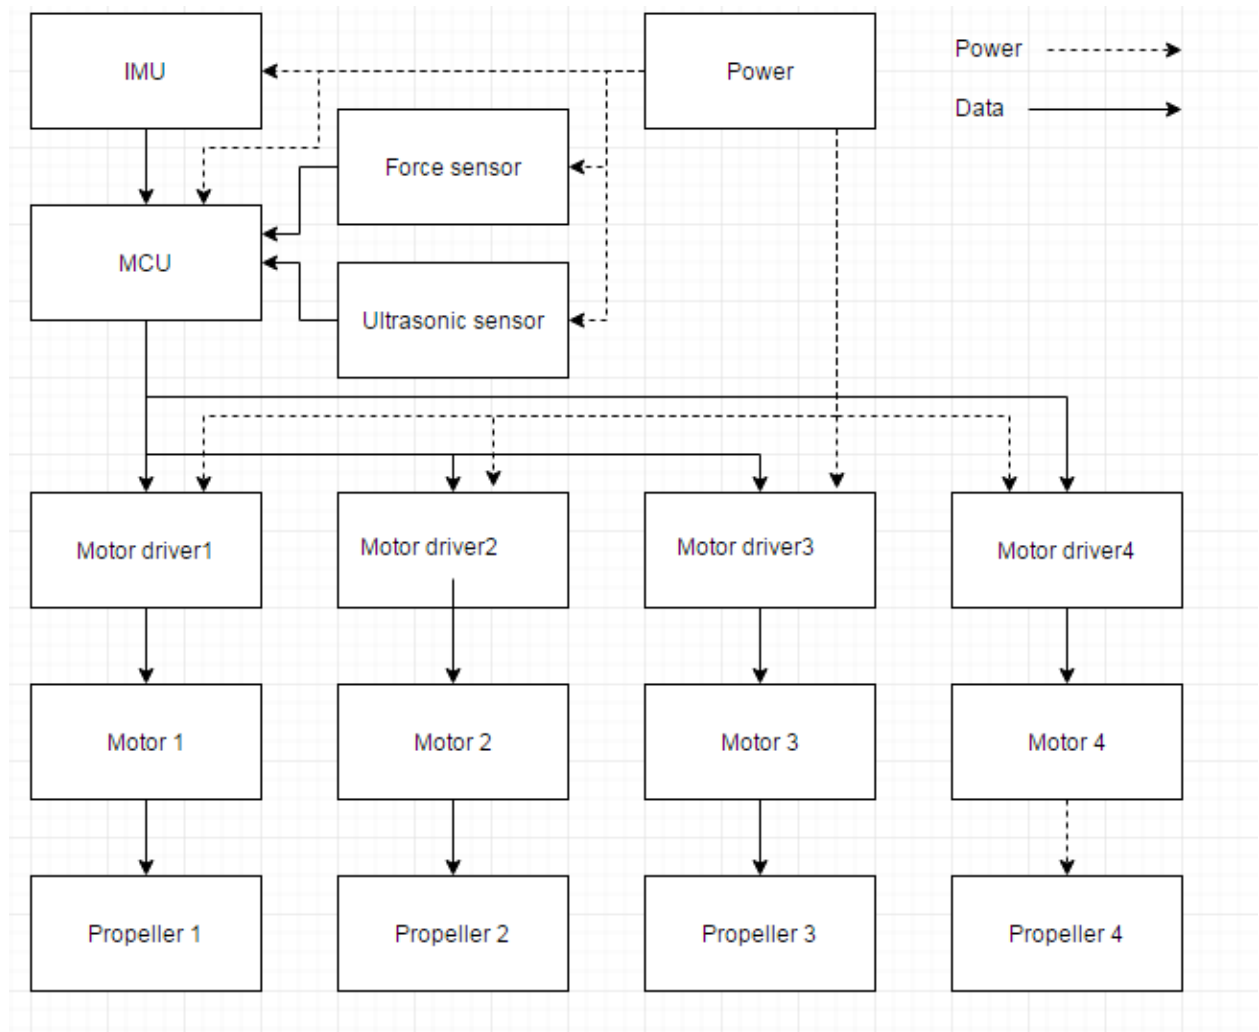 IMU
Power
Power
Data
Force sensor
MCU
Ultrasonic sensor
Motor driver1
Motor driver2
Motor driver3
Motor driver4
Motor 1
Motor 2
Motor 3
Motor 4
Propeller 1
Propeller 2
Propeller 3
Propeller 4